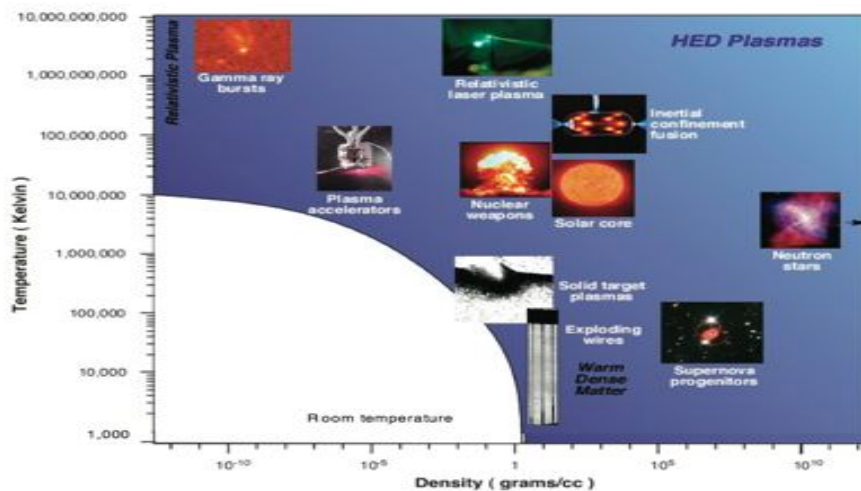 10,000,000,000
1,000,000,000
100,000,000
10,000,000
1,000,000
100,000
10,000
1,000
Temperature ( Kelvin)
Relativistic Plasma
HED Plasmas
Gamma ray
bursts
Relativistic
laser plasma
Inertial
confinement
fusion
Plasma
accelerators
Nuclear
weapons
Solar core
Neutron
stars
Solid target
plasmas
Exploding
wires
Warm
Dense
Matter
Supernova
progenitors
Room temperature
10⁻¹⁰
10⁻⁵
1
10⁵
10¹⁰
Density ( grams/cc )